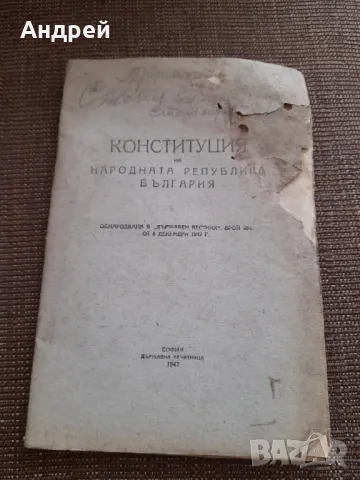 Андрей
КОНСТИТУЦИЯ
НА
НАРОДНАТА РЕПУБЛИКА
БЪЛГАРИЯ
ОБНАРОДВАНА В „ДЪРЖАВЕН ВЕСТНИК“, БРОЙ 284
ОТ 6 ДЕКЕМВРИ 1947 Г.
СОФИЯ
ДЪРЖАВНА ПЕЧАТНИЦА
1947
BAZAR